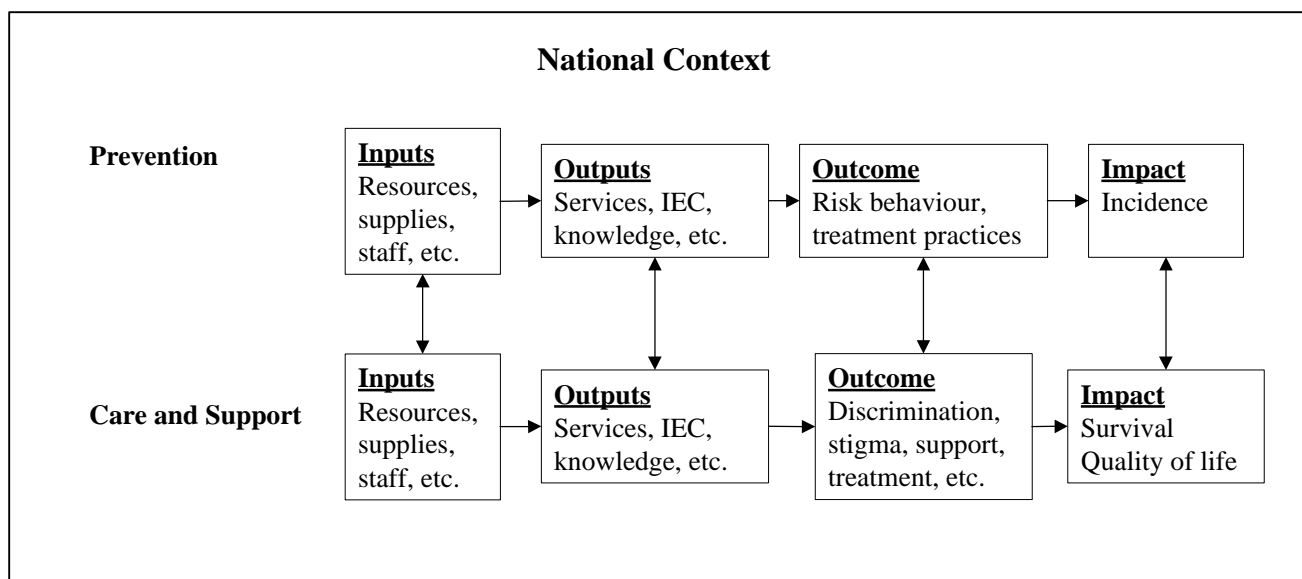 National Context
Prevention
Inputs
Resources,
supplies,
staff, etc.
Outputs
Services, IEC,
knowledge, etc.
Outcome
Risk behaviour,
treatment practices
Impact
Incidence
Care and Support
Inputs
Resources,
supplies,
staff, etc.
Outputs
Services, IEC,
knowledge, etc.
Outcome
Discrimination,
stigma, support,
treatment, etc.
Impact
Survival
Quality of life